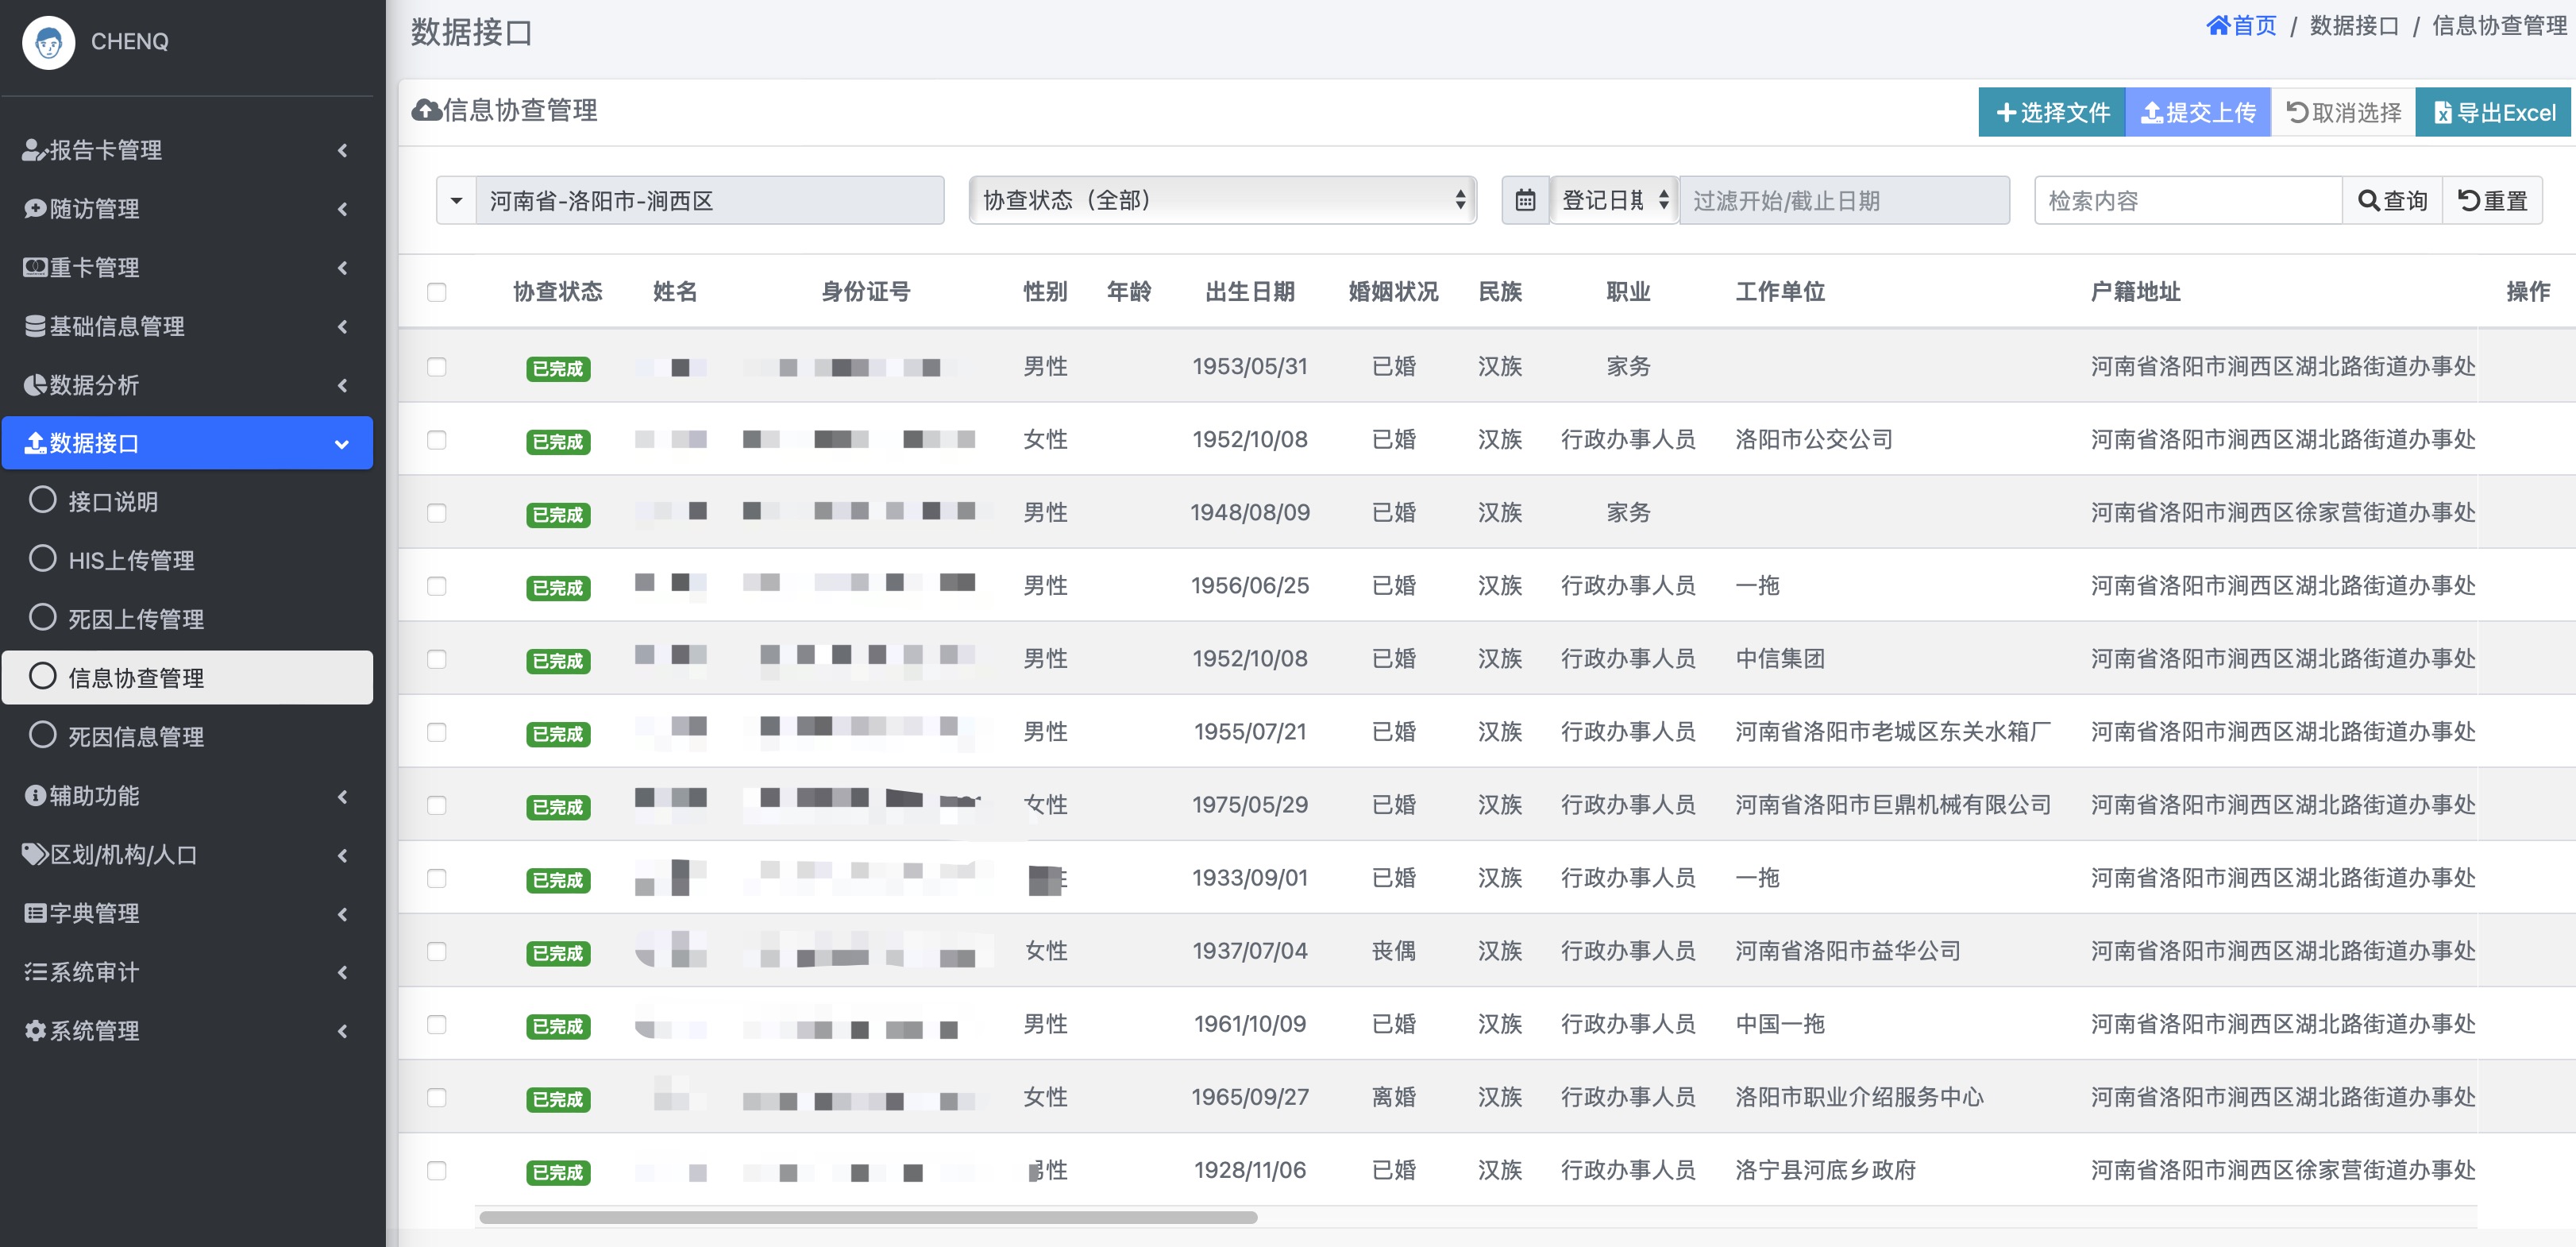 CHENQ
报告卡管理
随访管理
重卡管理
基础信息管理
数据分析
数据接口
接口说明
HIS上传管理
死因上传管理
信息协查管理
死因信息管理
辅助功能
区划/机构/人口
字典管理
系统审计
系统管理
数据接口
首页 / 数据接口 / 信息协查管理
信息协查管理
选择文件 提交上传 取消选择 导出Excel
河南省-洛阳市-涧西区 协查状态（全部） 登记日期 过滤开始/截止日期 检索内容 查询 重置
协查状态 姓名 身份证号 性别 年龄 出生日期 婚姻状况 民族 职业 工作单位 户籍地址 操作
已完成 男性 1953/05/31 已婚 汉族 家务 河南省洛阳市涧西区湖北路街道办事处
已完成 女性 1952/10/08 已婚 汉族 行政办事人员 洛阳市公交公司 河南省洛阳市涧西区湖北路街道办事处
已完成 男性 1948/08/09 已婚 汉族 家务 河南省洛阳市涧西区徐家营街道办事处
已完成 男性 1956/06/25 已婚 汉族 行政办事人员 一拖 河南省洛阳市涧西区湖北路街道办事处
已完成 男性 1952/10/08 已婚 汉族 行政办事人员 中信集团 河南省洛阳市涧西区湖北路街道办事处
已完成 男性 1955/07/21 已婚 汉族 行政办事人员 河南省洛阳市老城区东关水箱厂 河南省洛阳市涧西区湖北路街道办事处
已完成 女性 1975/05/29 已婚 汉族 行政办事人员 河南省洛阳市巨鼎机械有限公司 河南省洛阳市涧西区湖北路街道办事处
已完成 1933/09/01 已婚 汉族 行政办事人员 一拖 河南省洛阳市涧西区湖北路街道办事处
已完成 女性 1937/07/04 丧偶 汉族 行政办事人员 河南省洛阳市益华公司 河南省洛阳市涧西区湖北路街道办事处
已完成 男性 1961/10/09 已婚 汉族 行政办事人员 中国一拖 河南省洛阳市涧西区湖北路街道办事处
已完成 女性 1965/09/27 离婚 汉族 行政办事人员 洛阳市职业介绍服务中心 河南省洛阳市涧西区湖北路街道办事处
已完成 1928/11/06 已婚 汉族 行政办事人员 洛宁县河底乡政府 河南省洛阳市涧西区徐家营街道办事处